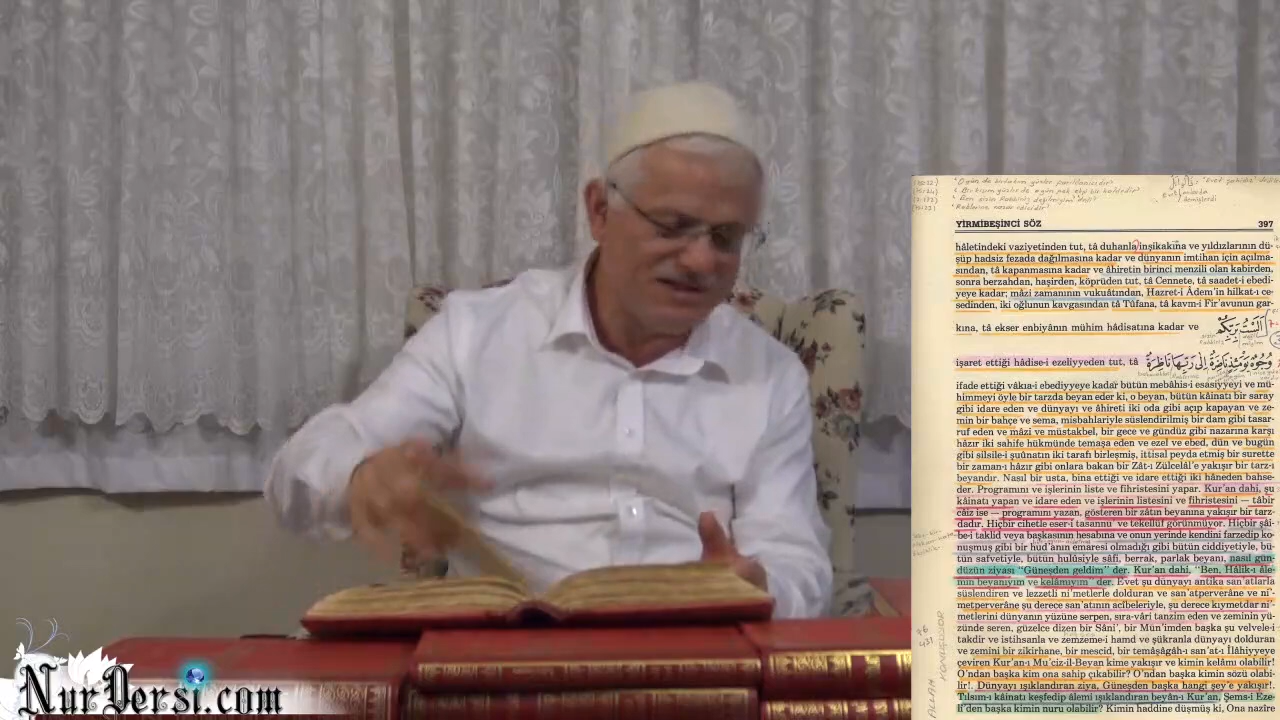 "O gün de
YİRMİBEŞİNCİ SÖZ 397
hâletindeki vaziyetinden tut, tâ duhanla inşikakına ve yıldızlarının dü-
şüp hadsiz fezada dağılmasına kadar ve dünyanın imtihan için açılma-
sından, tâ kapanmasına kadar ve âhiretin birinci menzili olan kabirden,
sonra berzahdan, haşirden, köprüden tut, tâ Cennete, tâ saadet-i ebedi-
yeye kadar; mâzi zamanının vukuâtından, Hazret-i Âdem'in hilkat-ı ce-
sedinden, iki oğlunun kavgasından tâ Tûfana, tâ kavm-i Fir'avunun gar-
kına, tâ ekser enbiyânın mühim hâdisatına kadar ve اَلَسْتُ بِرَبِّكُمْ
işaret ettiği hâdise-i ezeliyyeden tut, tâ وُجُوهٌ يَوْمَئِذٍ نَاضِرَةٌ اِلَى رَبِّهَا نَاظِرَةٌ
ifade ettiği vâkıa-i ebediyyeye kadar bütün mebâhis-i esasiyyeyi ve mü-
himmeyi öyle bir tarzda beyan eder ki, o beyan, bütün kâinatı bir saray
gibi idare eden ve dünyayı ve âhireti iki oda gibi açıp kapayan ve ze-
min bir bahçe ve sema, misbahlariyle süslendirilmiş bir dam gibi tasar-
ruf eden ve mâzi ve müstakbel, bir gece ve gündüz gibi nazarına karşı
hâzır iki sahife hükmünde temaşa eden ve ezel ve ebed, dün ve bugün
gibi silsile-i şuûnatın iki tarafı birleşmiş, ittisal peyda etmiş bir surette
bir zaman-ı hâzır gibi onlara bakan bir Zât-ı Zülcelâl'e yakışır bir tarz-ı
beyandır. Nasıl bir usta, bina ettiği ve idare ettiği iki hâneden bahse-
der. Programını ve işlerinin liste ve fihristesini yapar. Kur'an dahi, şu
kâinatı yapan ve idare eden ve işlerinin listesini ve fihristesini — tâbir
câiz ise — programını yazan, gösteren bir zâtın beyanına yakışır bir tarz-
dadır. Hiçbir cihetle eser-i tasannu' ve tekellüf görünmüyor. Hiçbir şâi-
be-i taklid veya başkasının hesabına ve onun yerinde kendini farzedip ko-
nuşmuş gibi bir hud'anın emaresi olmadığı gibi bütün ciddiyetiyle, bü-
tün safvetiyle, bütün hulûsiyle sâfi, berrak, parlak beyanı, nasıl gün-
düzün ziyası "Güneşden geldim" der. Kur'an dahi, "Ben, Hâlik-ı âle-
min beyanıyım ve kelâmıyım" der. Evet şu dünyayı antika san'atlarla
süslendiren ve lezzetli ni'metlerle dolduran ve san'atperverâne ve ni'-
metperverâne şu derece san'atının acîbeleriyle, şu derece kıymetdar ni'-
metlerini dünyanın yüzüne serpen, sıra-vâri tanzim eden ve zeminin yü-
zünde seren, güzelce dizen bir Sâni', bir Mün'imden başka şu velvele-i
takdir ve istihsanla ve zemzeme-i hamd ve şükranla dünyayı dolduran
ve zemini bir zikirhane, bir mescid, bir temâşâgâh-ı san'at-ı İlâhiyyeye
çeviren Kur'an-ı Mu'ciz-il-Beyan kime yakışır ve kimin kelâmı olabilir!
O'ndan başka kim ona sahip çıkabilir? O'ndan başka kimin sözü olabi-
lir!. Dünyayı ışıklandıran ziya, Güneşden başka hangi şey'e yakışır!.
Tılsım-ı kâinatı keşfedip âlemi ışıklandıran beyân-ı Kur'an, Şems-i Eze-
lî'den başka kimin nuru olabilir? Kimin haddine düşmüş ki, Ona nazîre
NurDersi.com